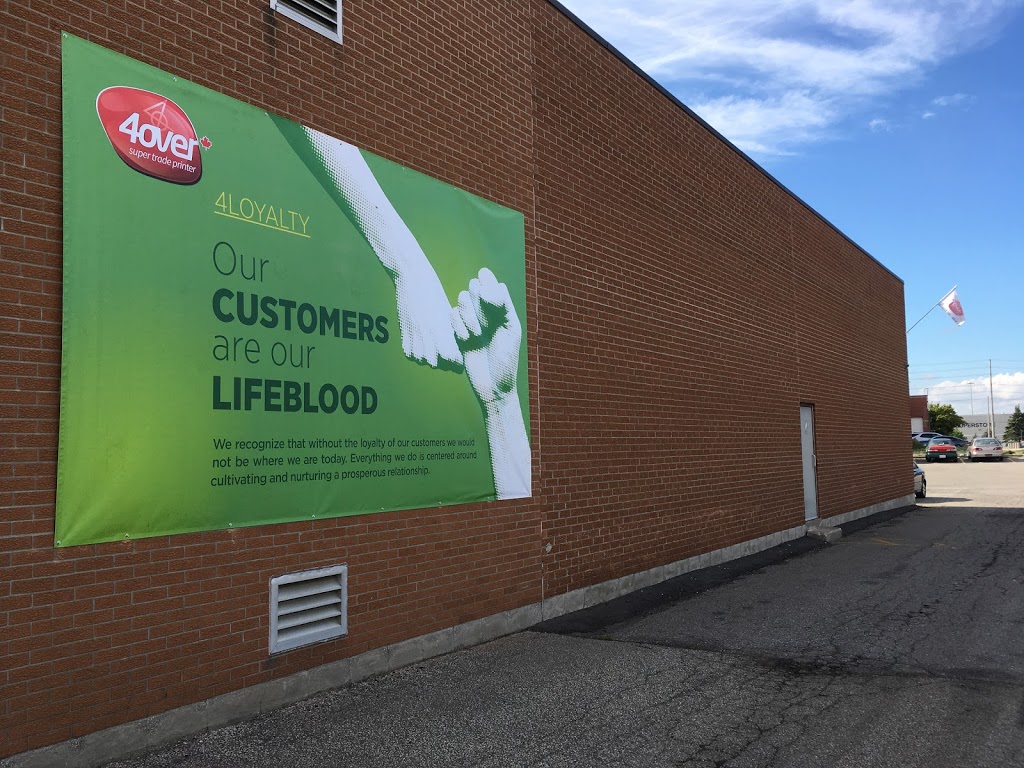 4over
super trade printer
4LOYALTY
Our
CUSTOMERS
are our
LIFEBLOOD
We recognize that without the loyalty of our customers we would
not be where we are today. Everything we do is centered around
cultivating and nurturing a prosperous relationship.